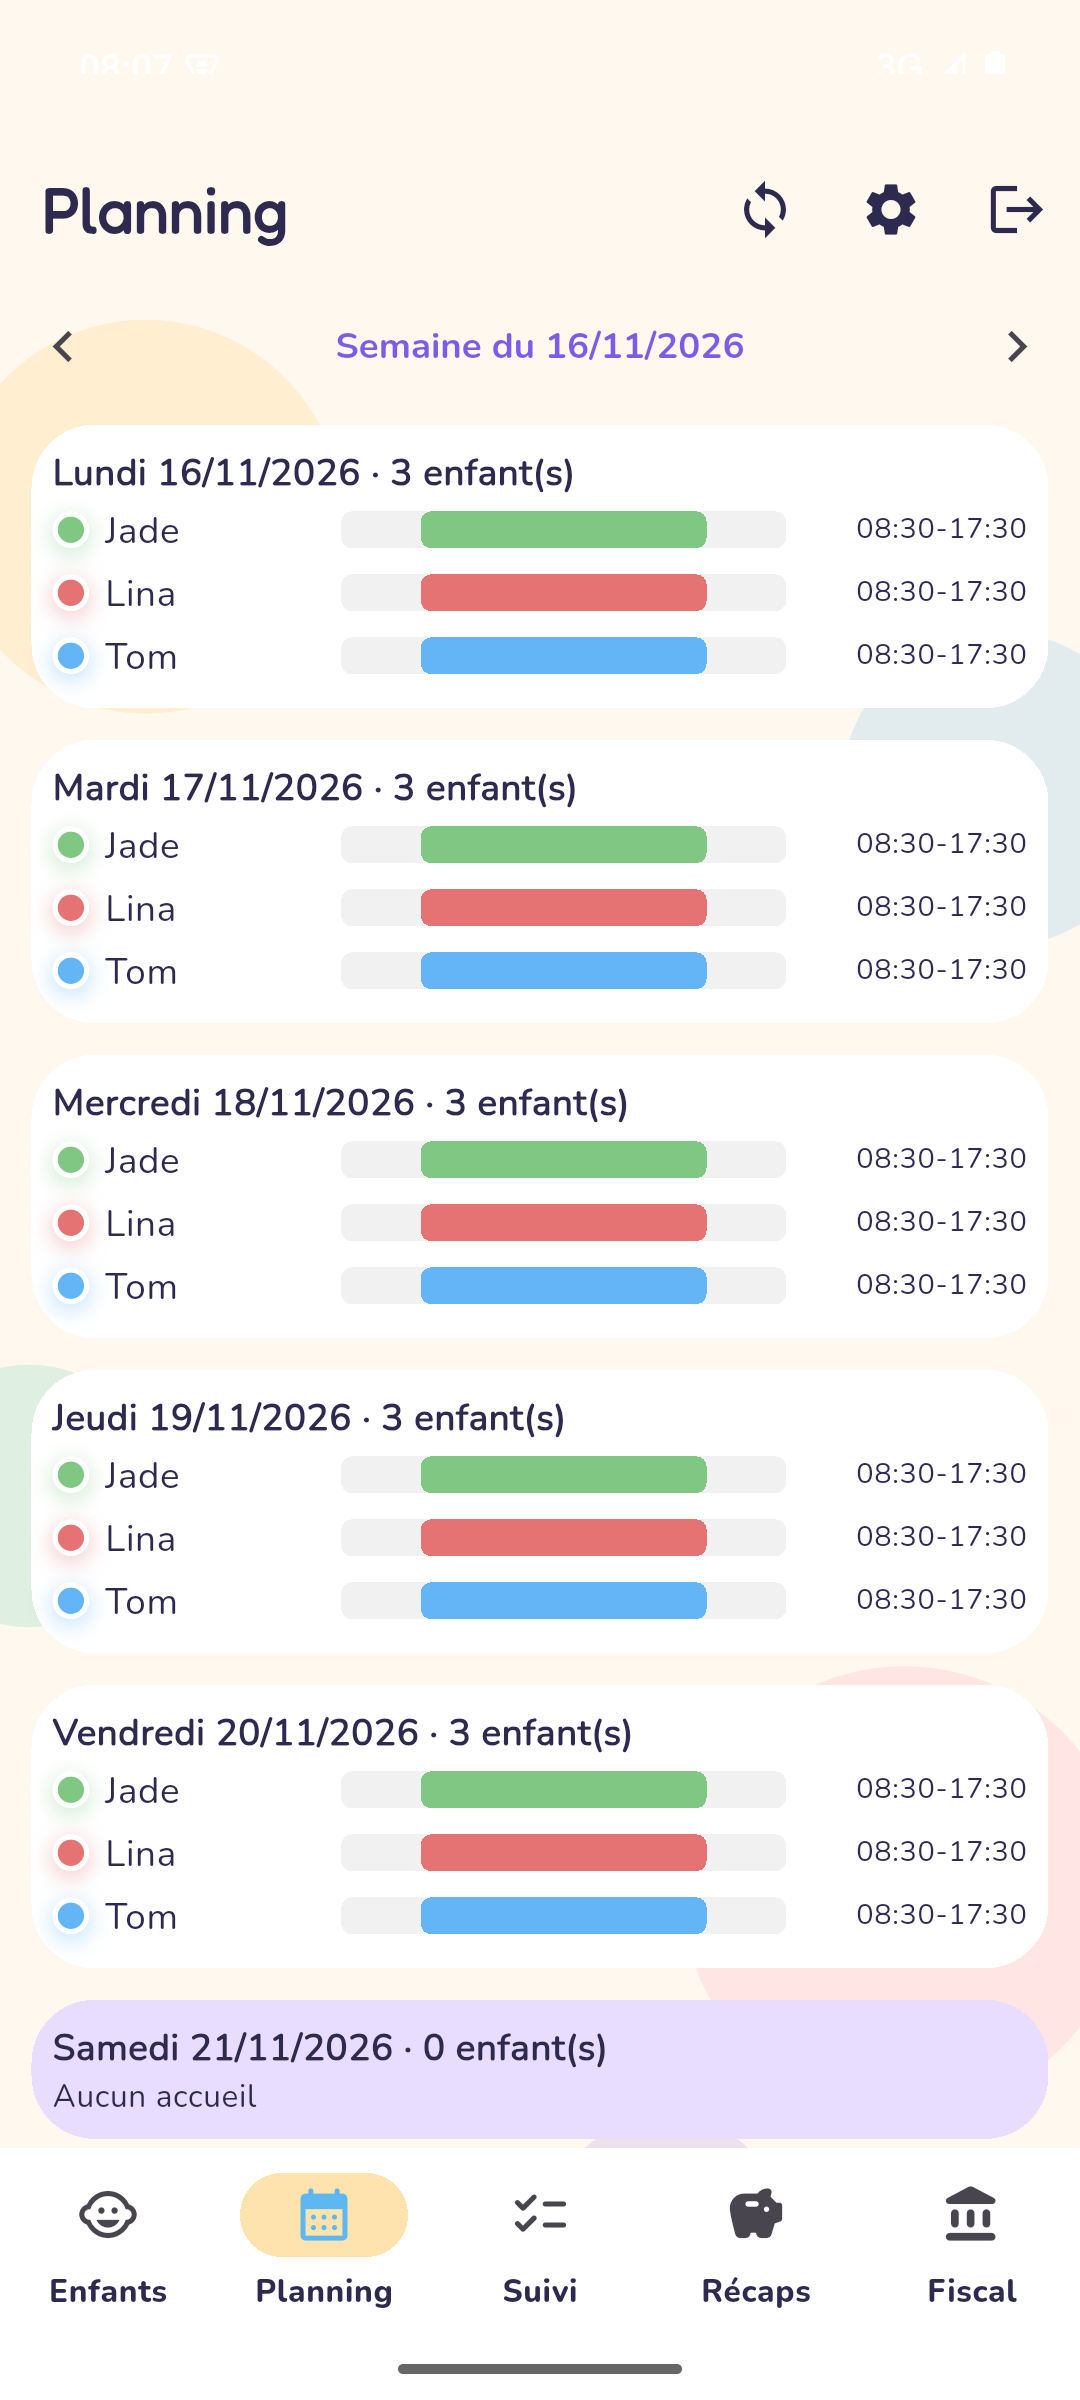 08:07
3G
Planning
Semaine du 16/11/2026
Lundi 16/11/2026 · 3 enfant(s)
Jade 08:30-17:30
Lina 08:30-17:30
Tom 08:30-17:30
Mardi 17/11/2026 · 3 enfant(s)
Jade 08:30-17:30
Lina 08:30-17:30
Tom 08:30-17:30
Mercredi 18/11/2026 · 3 enfant(s)
Jade 08:30-17:30
Lina 08:30-17:30
Tom 08:30-17:30
Jeudi 19/11/2026 · 3 enfant(s)
Jade 08:30-17:30
Lina 08:30-17:30
Tom 08:30-17:30
Vendredi 20/11/2026 · 3 enfant(s)
Jade 08:30-17:30
Lina 08:30-17:30
Tom 08:30-17:30
Samedi 21/11/2026 · 0 enfant(s)
Aucun accueil
Enfants Planning Suivi Récaps Fiscal